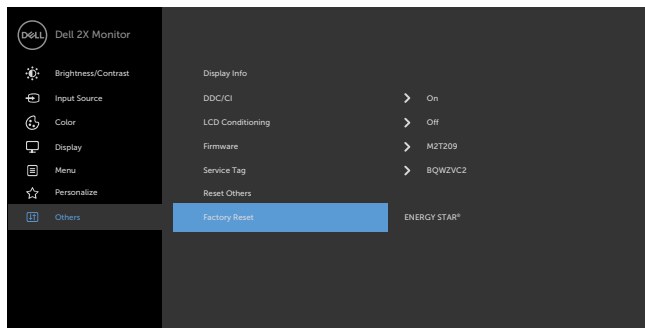 DELL Dell 2X Monitor
Brightness/Contrast Display Info
Input Source DDC/CI On
Color LCD Conditioning Off
Display Firmware M2T209
Menu Service Tag BQWZVC2
Personalize Reset Others
Others Factory Reset ENERGY STAR®